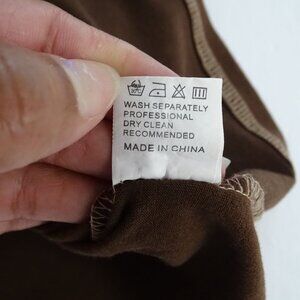 WASH SEPARATELY
PROFESSIONAL
DRY CLEAN
RECOMMENDED
MADE IN CHINA